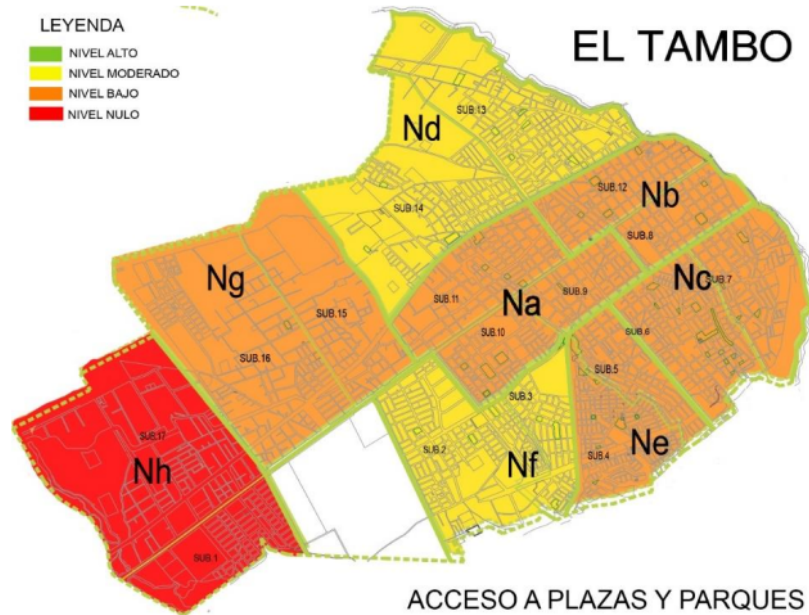 LEYENDA
NIVEL ALTO
NIVEL MODERADO
NIVEL BAJO
NIVEL NULO
EL TAMBO
SUB.13
Nd
SUB.12
Nb
SUB.14
SUB.8
Ng
Nc
SUB.7
SUB.11
Na
SUB.9
SUB.15
SUB.10
SUB.6
SUB.16
SUB.5
SUB.3
SUB.17
SUB.2
Ne
Nh
Nf
SUB.4
SUB.1
ACCESO A PLAZAS Y PARQUES